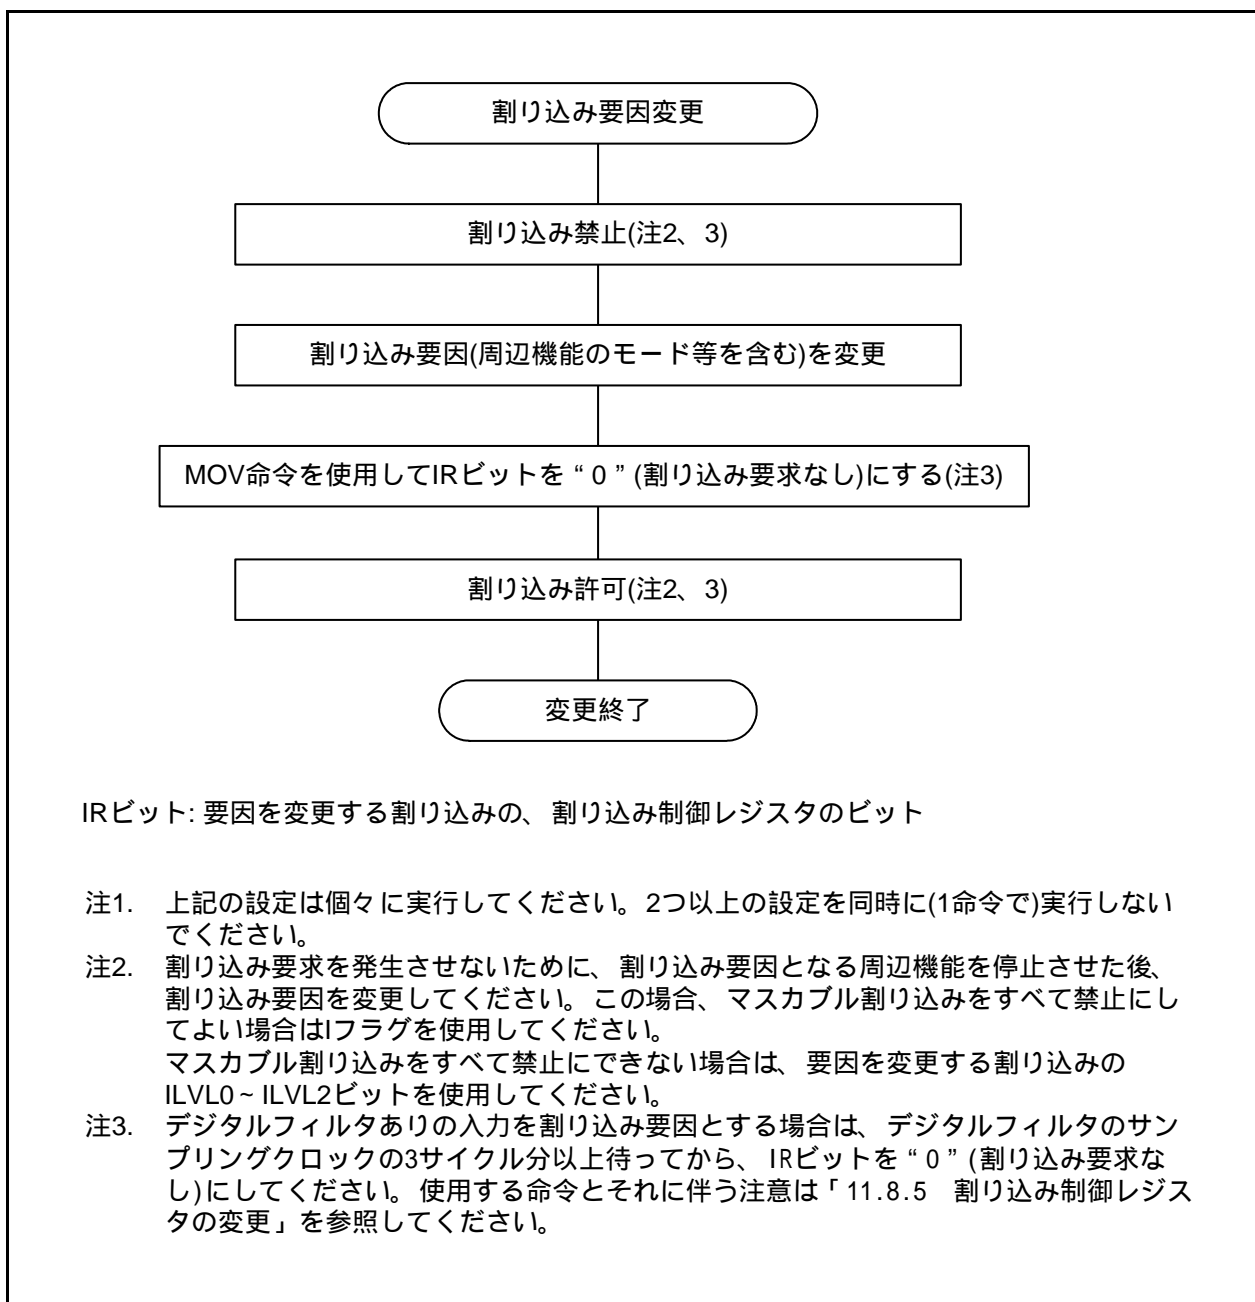 割り込み要因変更
割り込み禁止(注2、3)
割り込み要因(周辺機能のモード等を含む)を変更
MOV命令を使用してIRビットを“0”(割り込み要求なし)にする(注3)
割り込み許可(注2、3)
変更終了
IRビット: 要因を変更する割り込みの、割り込み制御レジスタのビット
注1. 上記の設定は個々に実行してください。2つ以上の設定を同時に(1命令で)実行しない
でください。
注2. 割り込み要求を発生させないために、割り込み要因となる周辺機能を停止させた後、
割り込み要因を変更してください。この場合、マスカブル割り込みをすべて禁止にし
てよい場合はIフラグを使用してください。
マスカブル割り込みをすべて禁止にできない場合は、要因を変更する割り込みの
ILVL0~ILVL2ビットを使用してください。
注3. デジタルフィルタありの入力を割り込み要因とする場合は、デジタルフィルタのサン
プリングクロックの3サイクル分以上待ってから、IRビットを“0”(割り込み要求な
し)にしてください。使用する命令とそれに伴う注意は「11.8.5 割り込み制御レジス
タの変更」を参照してください。